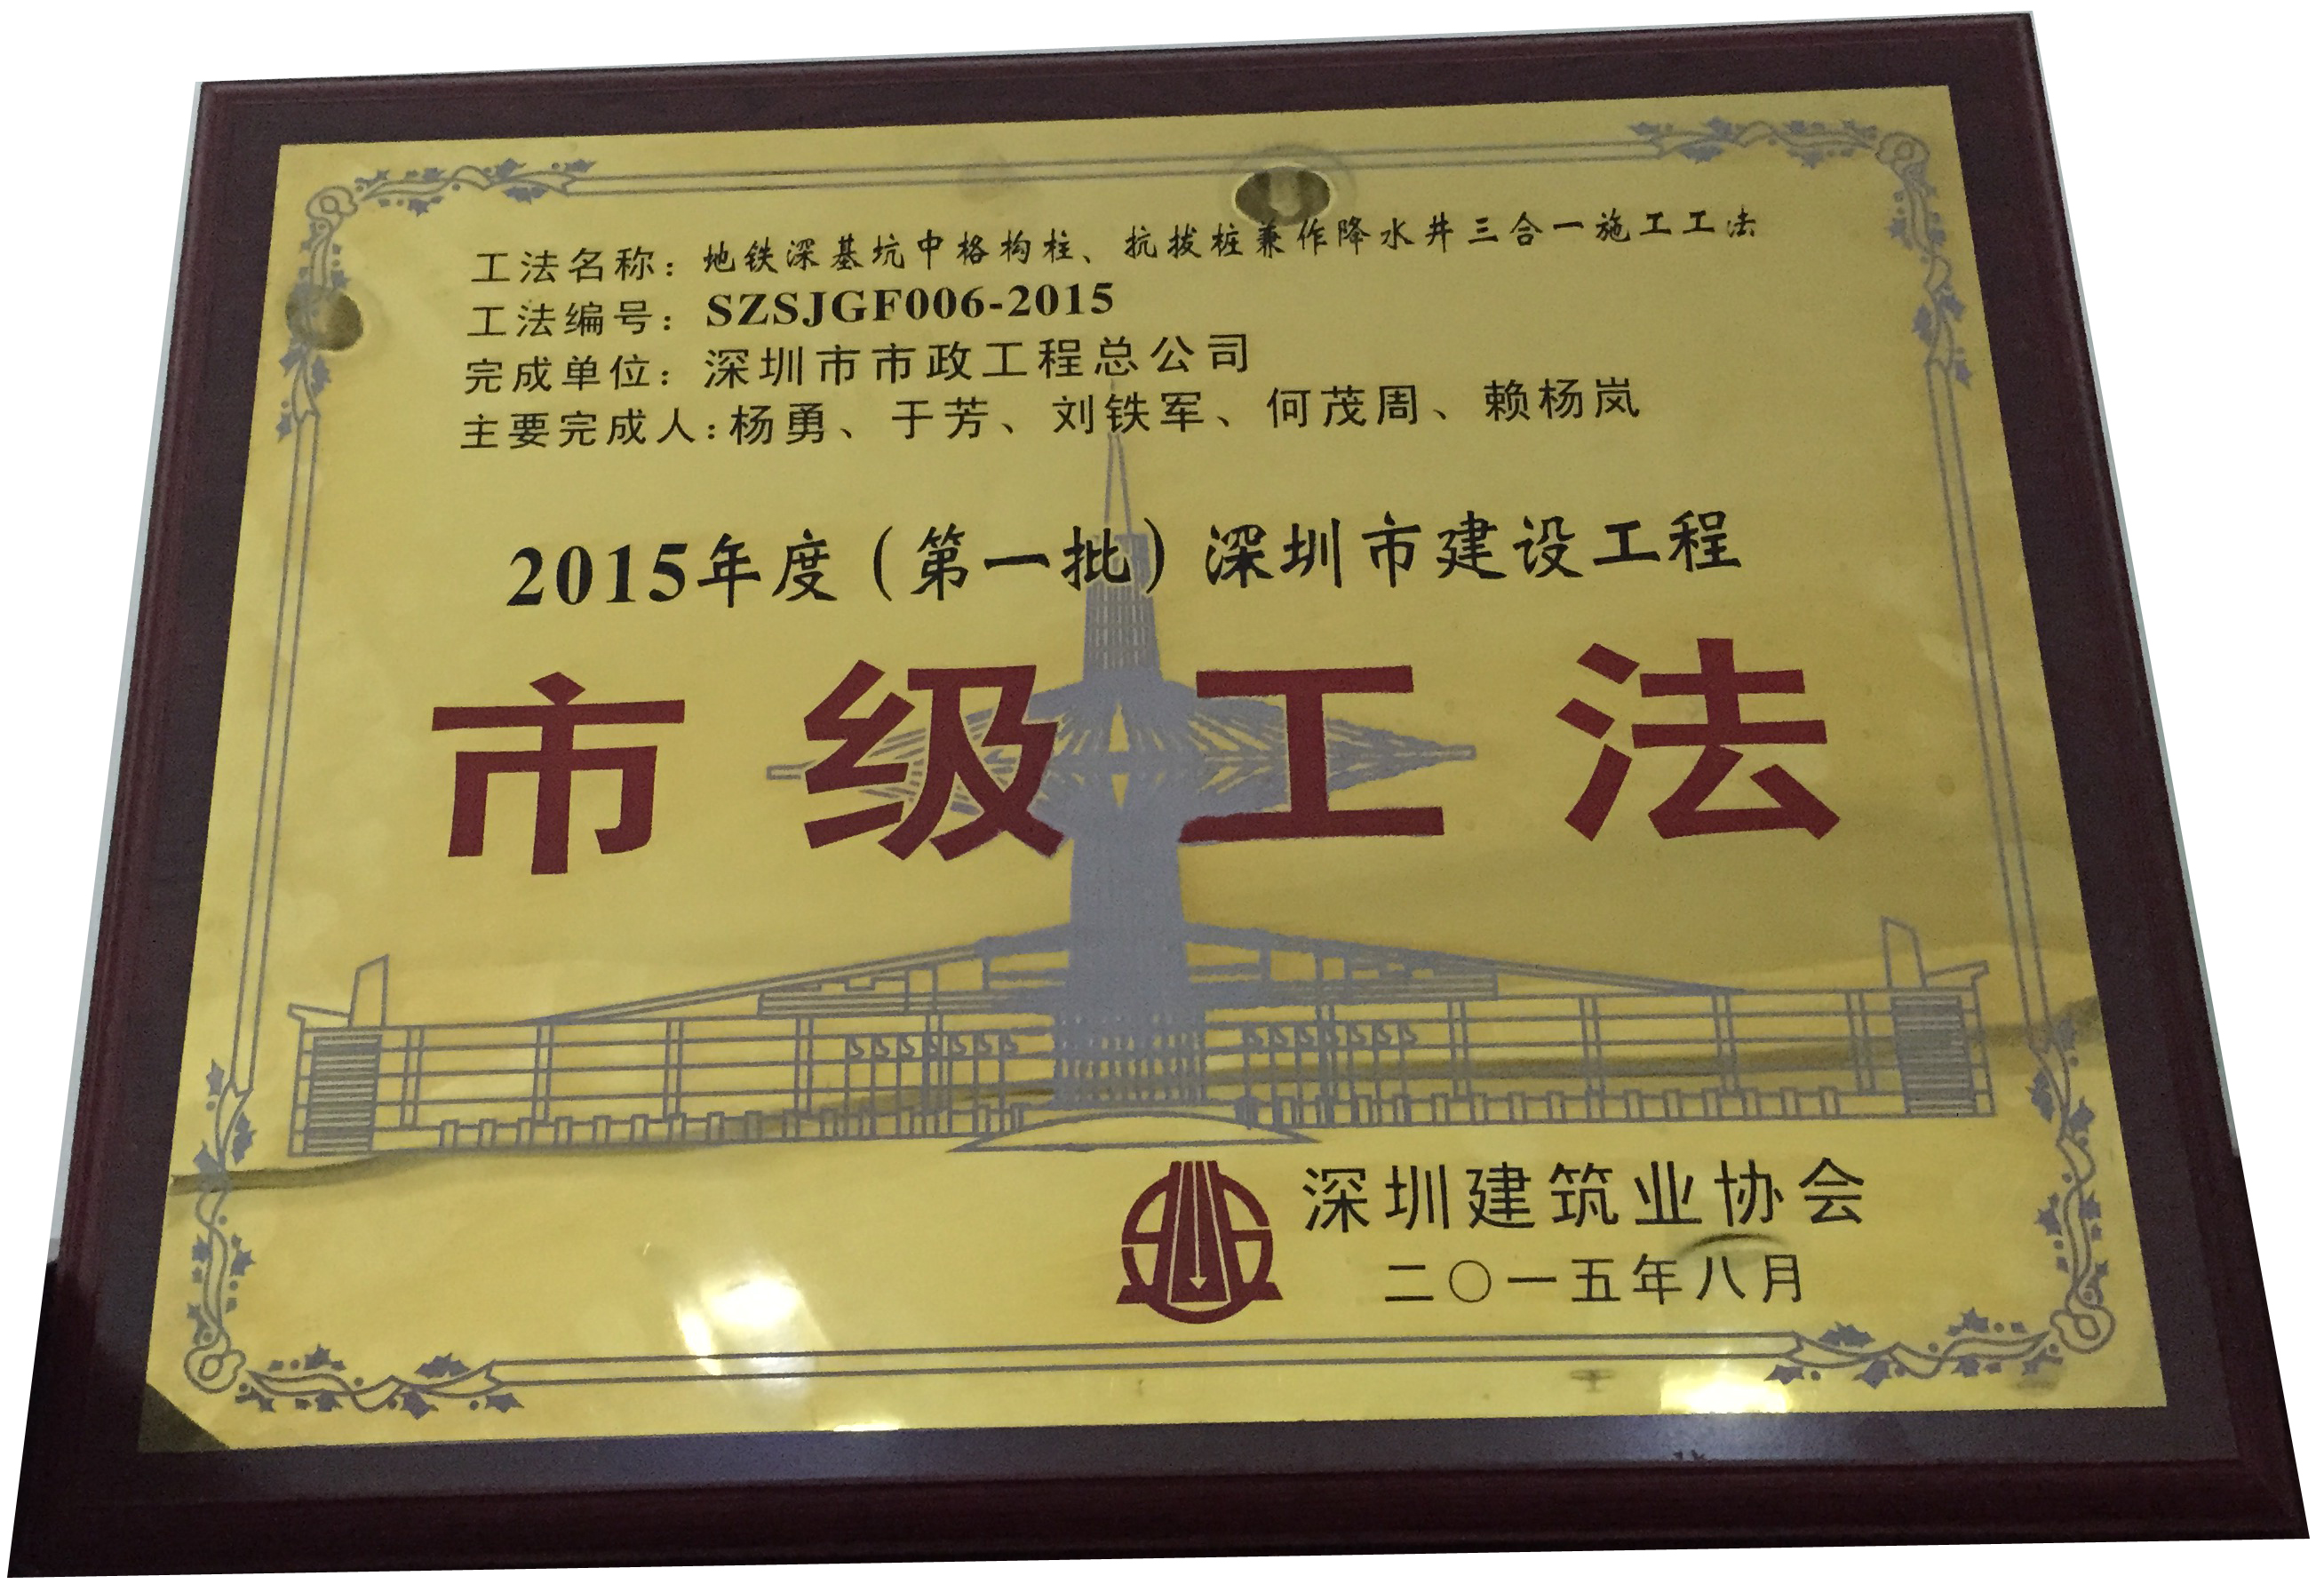 工法名称：地铁深基坑中格构柱、抗拔桩兼作降水井三合一施工工法
工法编号：SZSJGF006-2015
完成单位：深圳市市政工程总公司
主要完成人：杨勇、于芳、刘铁军、何茂周、赖杨岚
2015年度（第一批）深圳市建设工程
市级工法
深圳建筑业协会
二〇一五年八月